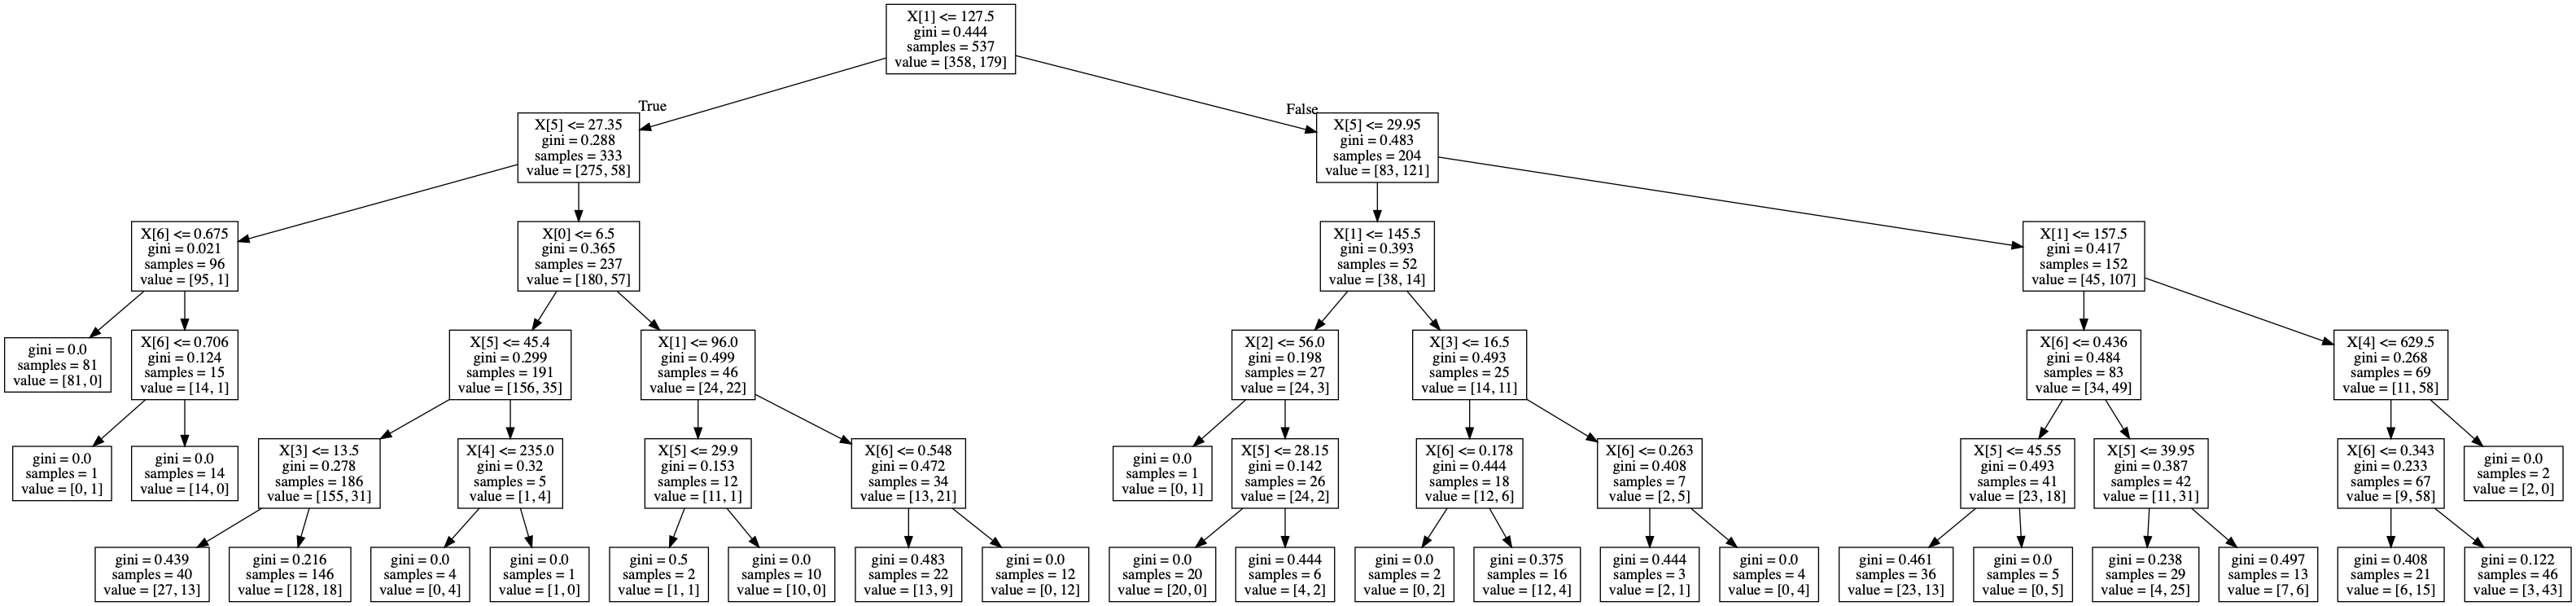 X[1] <= 127.5
gini = 0.444
samples = 537
value = [358, 179]
True
False
X[5] <= 27.35
gini = 0.288
samples = 333
value = [275, 58]
X[5] <= 29.95
gini = 0.483
samples = 204
value = [83, 121]
X[6] <= 0.675
gini = 0.021
samples = 96
value = [95, 1]
X[0] <= 6.5
gini = 0.365
samples = 237
value = [180, 57]
X[1] <= 145.5
gini = 0.393
samples = 52
value = [38, 14]
X[1] <= 157.5
gini = 0.417
samples = 152
value = [45, 107]
gini = 0.0
samples = 81
value = [81, 0]
X[6] <= 0.706
gini = 0.124
samples = 15
value = [14, 1]
X[5] <= 45.4
gini = 0.299
samples = 191
value = [156, 35]
X[1] <= 96.0
gini = 0.499
samples = 46
value = [24, 22]
X[2] <= 56.0
gini = 0.198
samples = 27
value = [24, 3]
X[3] <= 16.5
gini = 0.493
samples = 25
value = [14, 11]
X[6] <= 0.436
gini = 0.484
samples = 83
value = [34, 49]
X[4] <= 629.5
gini = 0.268
samples = 69
value = [11, 58]
gini = 0.0
samples = 1
value = [0, 1]
gini = 0.0
samples = 14
value = [14, 0]
X[3] <= 13.5
gini = 0.278
samples = 186
value = [155, 31]
X[4] <= 235.0
gini = 0.32
samples = 5
value = [1, 4]
X[5] <= 29.9
gini = 0.153
samples = 12
value = [11, 1]
X[6] <= 0.548
gini = 0.472
samples = 34
value = [13, 21]
gini = 0.0
samples = 1
value = [0, 1]
X[5] <= 28.15
gini = 0.142
samples = 26
value = [24, 2]
X[6] <= 0.178
gini = 0.444
samples = 18
value = [12, 6]
X[6] <= 0.263
gini = 0.408
samples = 7
value = [2, 5]
X[5] <= 45.55
gini = 0.493
samples = 41
value = [23, 18]
X[5] <= 39.95
gini = 0.387
samples = 42
value = [11, 31]
X[6] <= 0.343
gini = 0.233
samples = 67
value = [9, 58]
gini = 0.0
samples = 2
value = [2, 0]
gini = 0.439
samples = 40
value = [27, 13]
gini = 0.216
samples = 146
value = [128, 18]
gini = 0.0
samples = 4
value = [0, 4]
gini = 0.0
samples = 1
value = [1, 0]
gini = 0.5
samples = 2
value = [1, 1]
gini = 0.0
samples = 10
value = [10, 0]
gini = 0.483
samples = 22
value = [13, 9]
gini = 0.0
samples = 12
value = [0, 12]
gini = 0.0
samples = 20
value = [20, 0]
gini = 0.444
samples = 6
value = [4, 2]
gini = 0.0
samples = 2
value = [0, 2]
gini = 0.375
samples = 16
value = [12, 4]
gini = 0.444
samples = 3
value = [2, 1]
gini = 0.0
samples = 4
value = [0, 4]
gini = 0.461
samples = 36
value = [23, 13]
gini = 0.0
samples = 5
value = [0, 5]
gini = 0.238
samples = 29
value = [4, 25]
gini = 0.497
samples = 13
value = [7, 6]
gini = 0.408
samples = 21
value = [6, 15]
gini = 0.122
samples = 46
value = [3, 43]